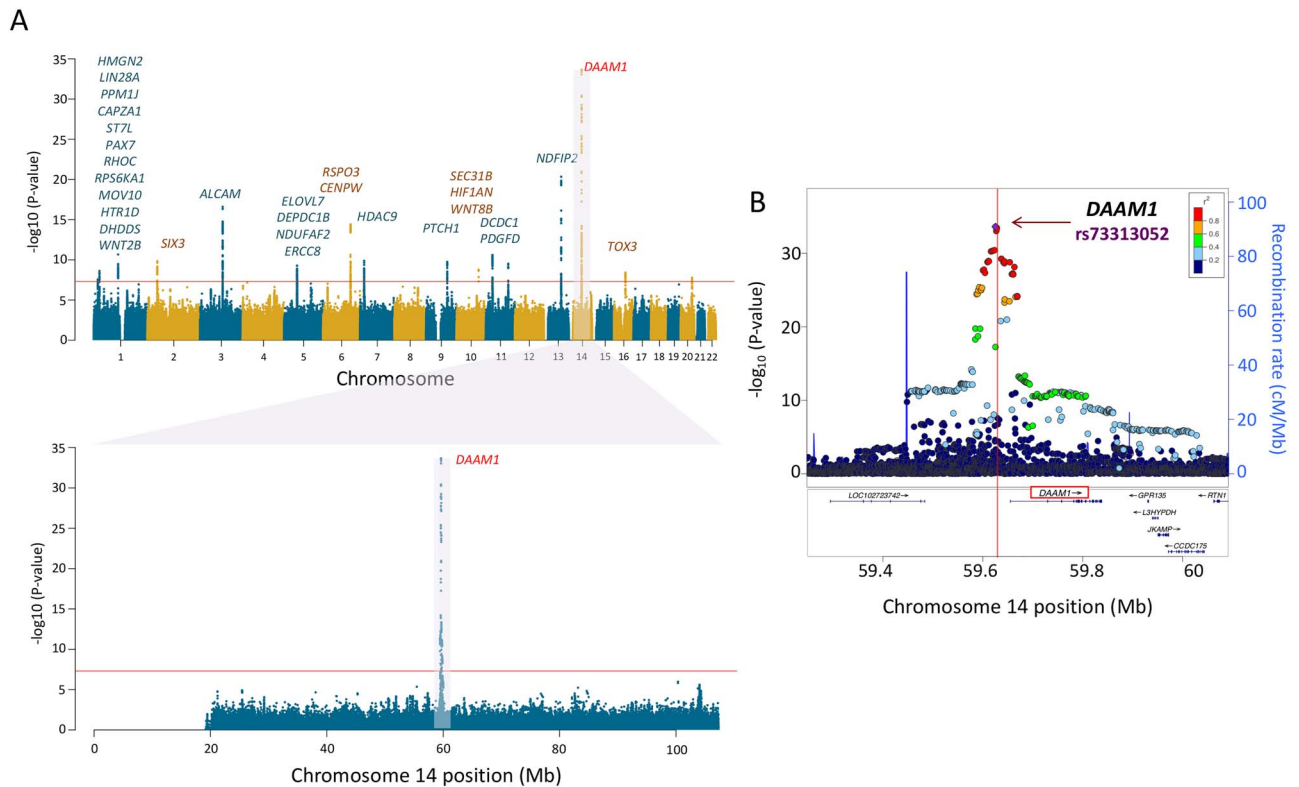 A
HMGN2
LIN28A
PPM1J
CAPZA1
ST7L
PAX7
RHOC
RPS6KA1
MOV10
HTR1D
DHDDS
WNT2B
SIX3
ALCAM
ELOVL7
DEPDC1B
NDUFAF2
ERCC8
RSPO3
CENPW
HDAC9
PTCH1
SEC31B
HIF1AN
WNT8B
DCDC1
PDGFD
NDFIP2
DAAM1
TOX3
-log10 (P-value)
35
30
25
20
15
10
5
0
1 2 3 4 5 6 7 8 9 10 11 12 13 14 15 16 17 18 19 20 21 22
Chromosome
DAAM1
-log10 (P-value)
35
30
25
20
15
10
5
0
0 20 40 60 80 100
Chromosome 14 position (Mb)
B
DAAM1
rs73313052
r²
0.8
0.6
0.4
0.2
-log₁₀ (P-value)
30
20
10
0
Recombination rate (cM/Mb)
100
80
60
40
20
0
LOC102723742→
DAAM1→
←GPR135
←RTN1
←L3HYPDH
JKAMP→
←CCDC175
59.4 59.6 59.8 60
Chromosome 14 position (Mb)